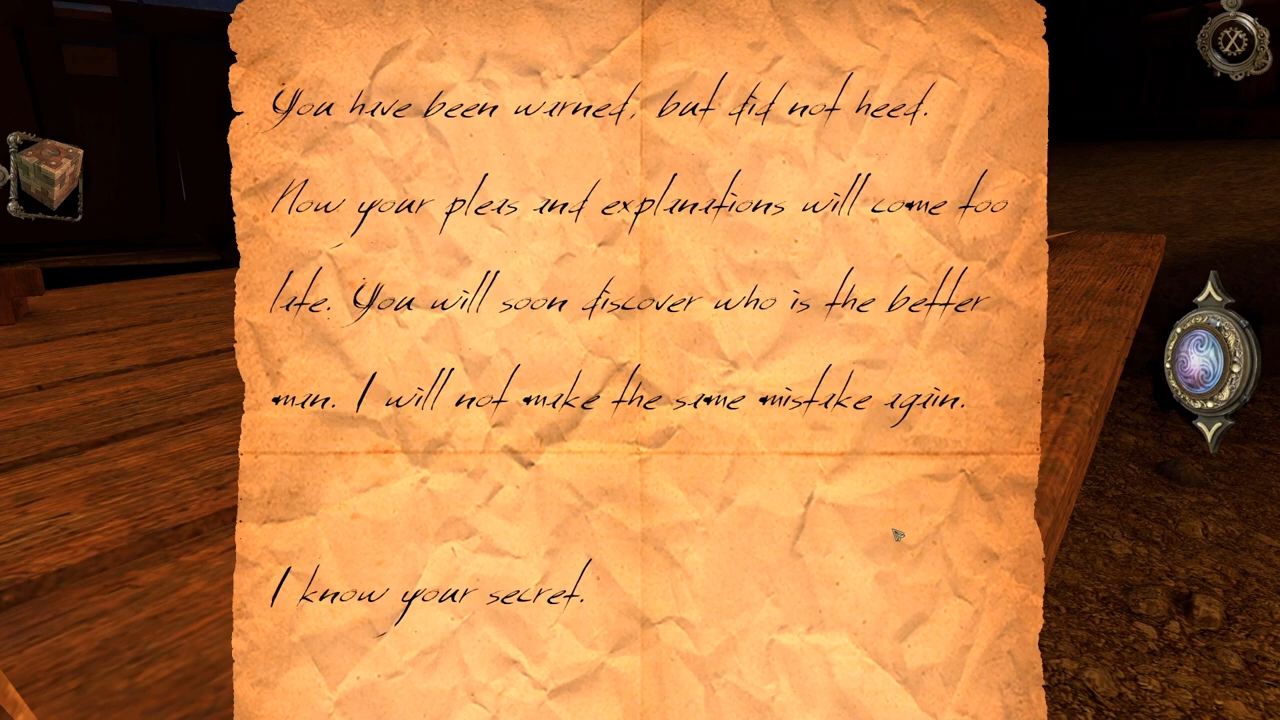 You have been warned, but did not heed.
Now your pleas and explanations will come too
late. You will soon discover who is the better
man. I will not make the same mistake again.
I know your secret.